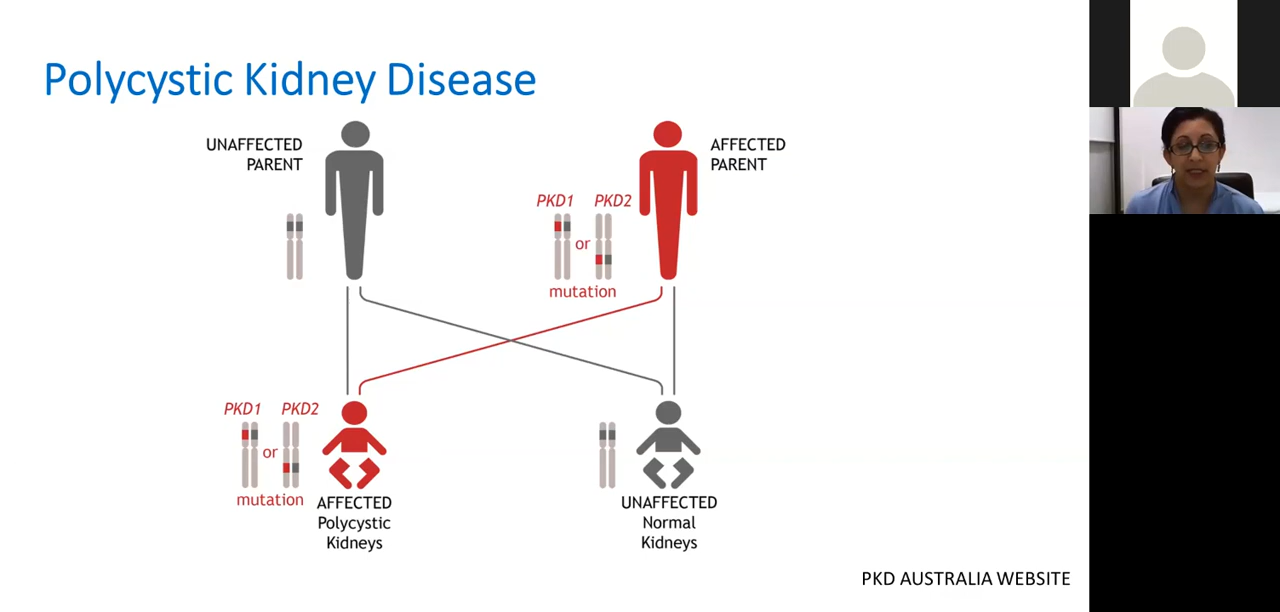 Polycystic Kidney Disease
UNAFFECTED
PARENT
AFFECTED
PARENT
PKD1 PKD2
or
mutation
PKD1 PKD2
or
mutation
AFFECTED
Polycystic
Kidneys
UNAFFECTED
Normal
Kidneys
PKD AUSTRALIA WEBSITE